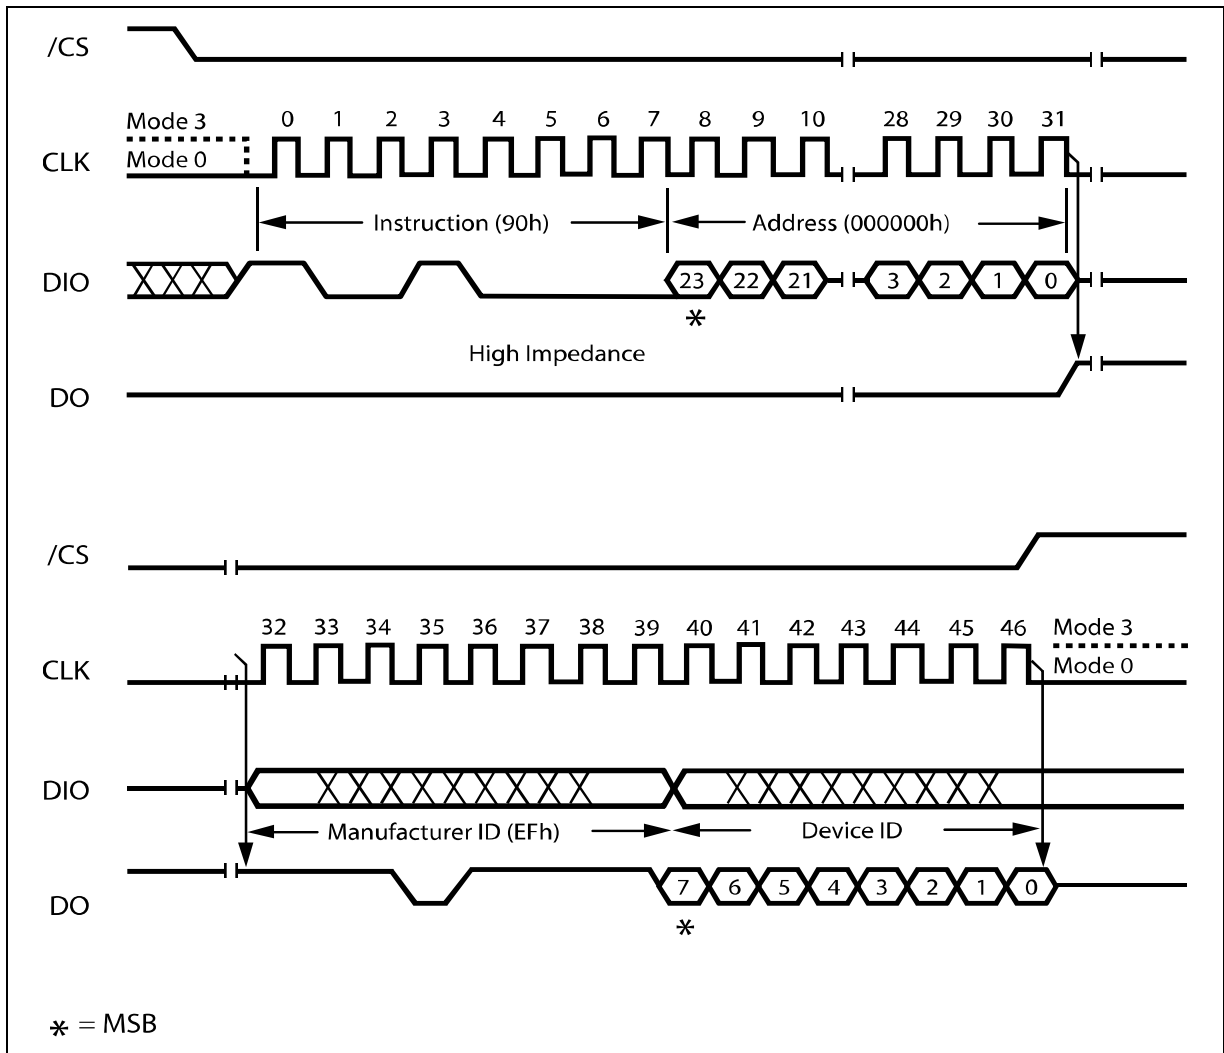 /CS
Mode 3 0 1 2 3 4 5 6 7 8 9 10 28 29 30 31
CLK Mode 0
Instruction (90h) Address (000000h)
DIO 23 22 21 3 2 1 0
*
High Impedance
DO
/CS
32 33 34 35 36 37 38 39 40 41 42 43 44 45 46 Mode 3
CLK Mode 0
DIO
Manufacturer ID (EFh) Device ID
DO 7 6 5 4 3 2 1 0
*
* = MSB